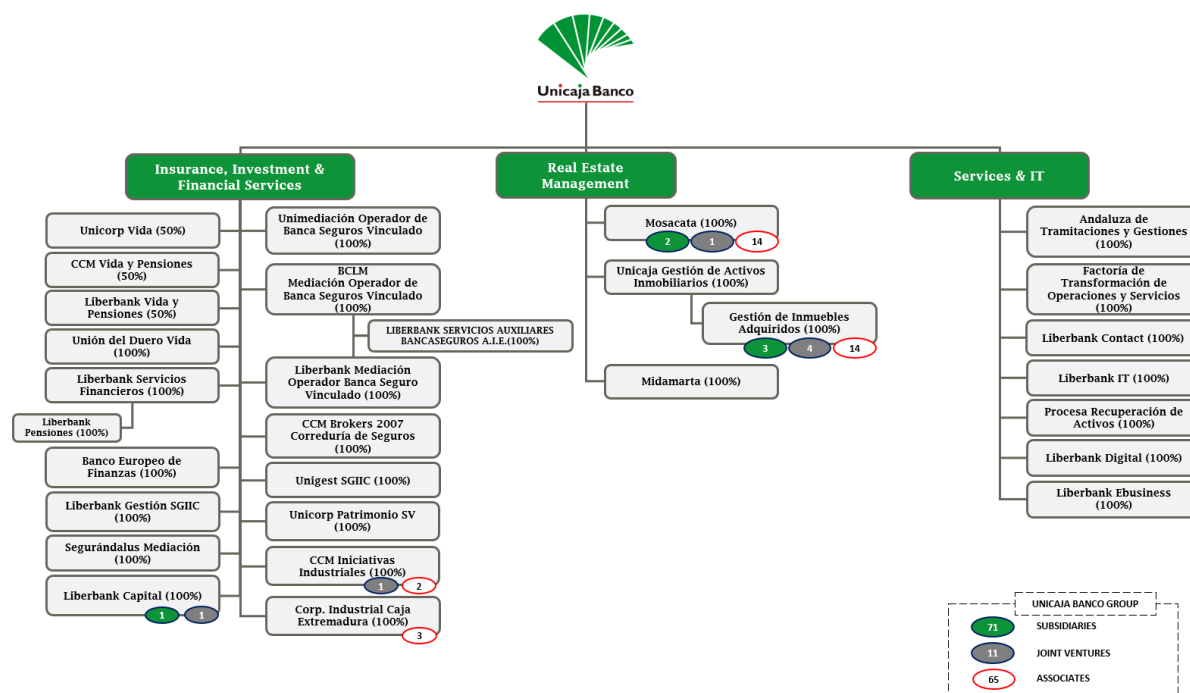 Unicaja Banco
Insurance, Investment &
Financial Services
Unicorp Vida (50%)
CCM Vida y Pensiones
(50%)
Liberbank Vida y
Pensiones (50%)
Unión del Duero Vida
(100%)
Liberbank Servicios
Financieros (100%)
Liberbank
Pensiones (100%)
Banco Europeo de
Finanzas (100%)
Liberbank Gestión SGIIC
(100%)
Segurándalus Mediación
(100%)
Liberbank Capital (100%)
1
1
Unimediación Operador de
Banca Seguros Vinculado
(100%)
BCLM
Mediación Operador de
Banca Seguros Vinculado
(100%)
LIBERBANK SERVICIOS AUXILIARES
BANCASEGUROS A.I.E.(100%)
Liberbank Mediación
Operador Banca Seguro
Vinculado (100%)
CCM Brokers 2007
Correduría de Seguros
(100%)
Unigest SGIIC (100%)
Unicorp Patrimonio SV
(100%)
CCM Iniciativas
Industriales (100%)
1
2
Corp. Industrial Caja
Extremadura (100%)
3
Real Estate
Management
Mosacata (100%)
2
1
14
Unicaja Gestión de Activos
Inmobiliarios (100%)
Gestión de Inmuebles
Adquiridos (100%)
3
4
14
Midamarta (100%)
Services & IT
Andaluza de
Tramitaciones y Gestiones
(100%)
Factoría de
Transformación de
Operaciones y Servicios
(100%)
Liberbank Contact (100%)
Liberbank IT (100%)
Procesa Recuperación de
Activos (100%)
Liberbank Digital (100%)
Liberbank Ebusiness
(100%)
UNICAJA BANCO GROUP
71 SUBSIDIARIES
11 JOINT VENTURES
65 ASSOCIATES